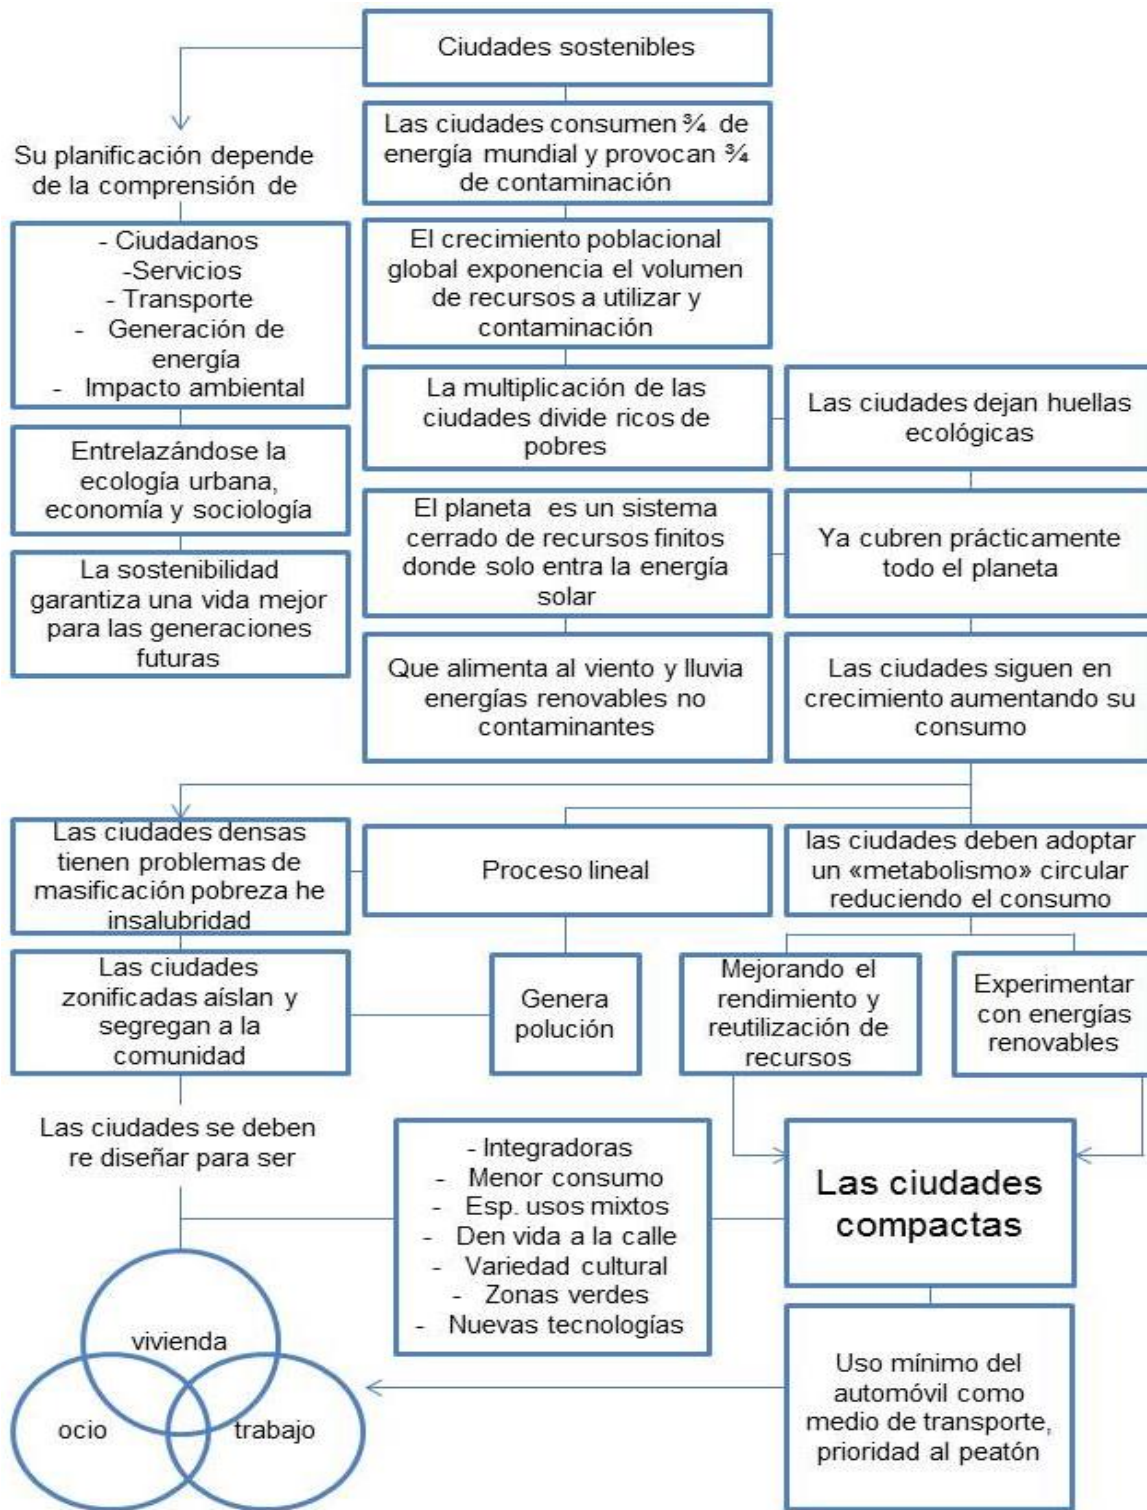 Ciudades sostenibles
Las ciudades consumen ¾ de
energía mundial y provocan ¾
de contaminación
Su planificación depende
de la comprensión de
- Ciudadanos
-Servicios
- Transporte
- Generación de
energía
- Impacto ambiental
El crecimiento poblacional
global exponencia el volumen
de recursos a utilizar y
contaminación
La multiplicación de las
ciudades divide ricos de
pobres
Las ciudades dejan huellas
ecológicas
Entrelazándose la
ecología urbana,
economía y sociología
El planeta es un sistema
cerrado de recursos finitos
donde solo entra la energía
solar
Ya cubren prácticamente
todo el planeta
La sostenibilidad
garantiza una vida mejor
para las generaciones
futuras
Que alimenta al viento y lluvia
energías renovables no
contaminantes
Las ciudades siguen en
crecimiento aumentando su
consumo
Las ciudades densas
tienen problemas de
masificación pobreza he
insalubridad
Proceso lineal
las ciudades deben adoptar
un «metabolismo» circular
reduciendo el consumo
Las ciudades
zonificadas aíslan y
segregan a la
comunidad
Genera
polución
Mejorando el
rendimiento y
reutilización de
recursos
Experimentar
con energías
renovables
Las ciudades se deben
re diseñar para ser
- Integradoras
- Menor consumo
- Esp. usos mixtos
- Den vida a la calle
- Variedad cultural
- Zonas verdes
- Nuevas tecnologías
Las ciudades
compactas
vivienda
ocio
trabajo
Uso mínimo del
automóvil como
medio de transporte,
prioridad al peatón